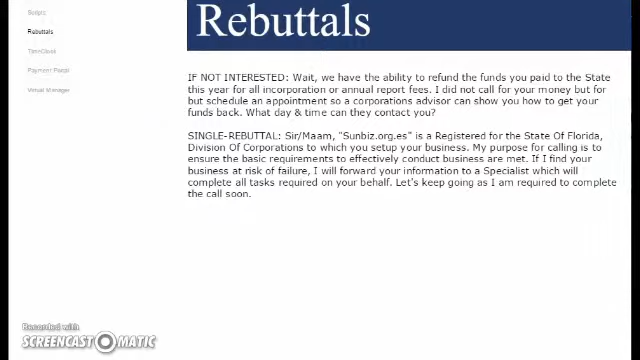 Scripts
Rebuttals
Rebuttals
TimeClock
Payment Portal
Virtual Manager
IF NOT INTERESTED: Wait, we have the ability to refund the funds you paid to the State
this year for all incorporation or annual report fees. I did not call for your money but for
but schedule an appointment so a corporations advisor can show you how to get your
funds back. What day & time can they contact you?
SINGLE-REBUTTAL: Sir/Maam, "Sunbiz.org.es" is a Registered for the State Of Florida,
Division Of Corporations to which you setup your business. My purpose for calling is to
ensure the basic requirements to effectively conduct business are met. If I find your
business at risk of failure, I will forward your information to a Specialist which will
complete all tasks required on your behalf. Let's keep going as I am required to complete
the call soon.
Recorded with
SCREENCAST-O-MATIC